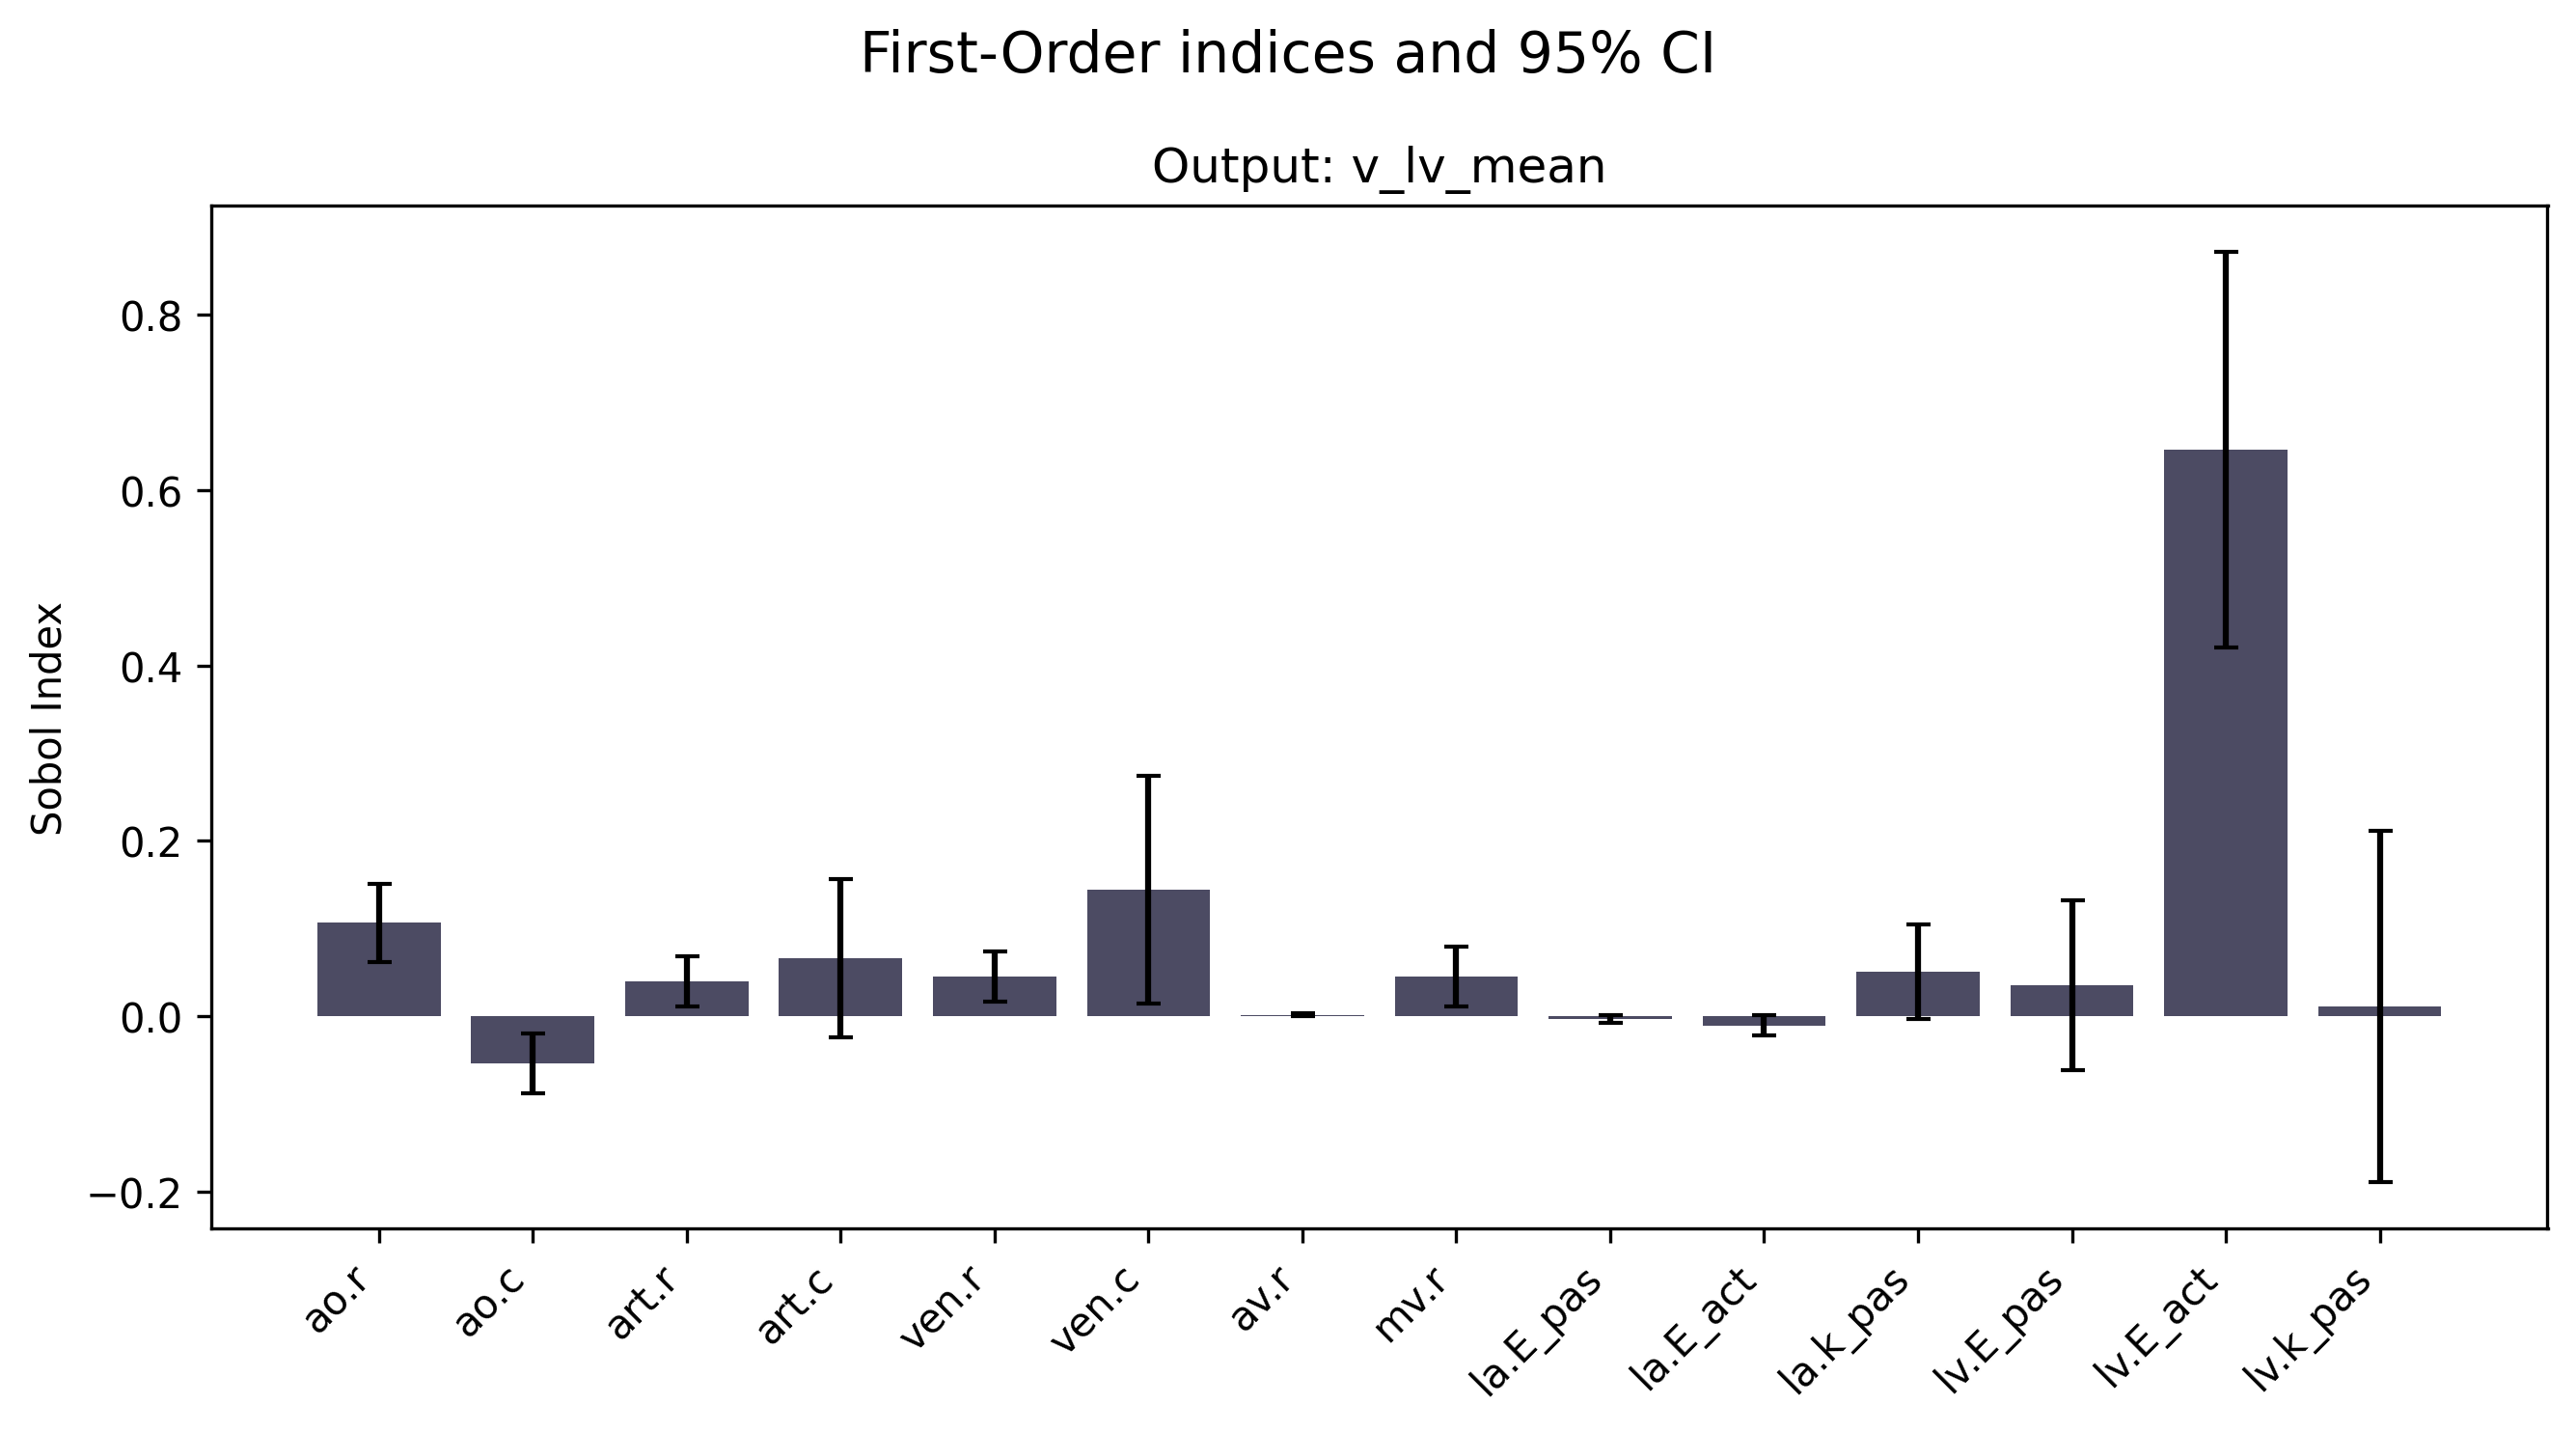 First-Order indices and 95% CI
Output: v_lv_mean
Sobol Index
0.8
0.6
0.4
0.2
0.0
−0.2
ao.r
ao.c
art.r
art.c
ven.r
ven.c
av.r
mv.r
la.E_pas
la.E_act
la.k_pas
lv.E_pas
lv.E_act
lv.k_pas